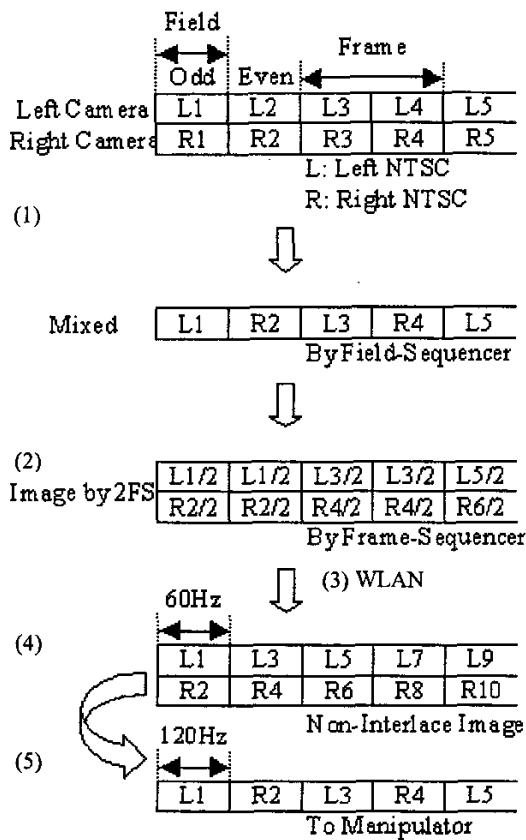 Field
Frame
Odd Even
Left Camera L1 L2 L3 L4 L5
Right Camera R1 R2 R3 R4 R5
L: Left NTSC
R: Right NTSC
(1)
Mixed L1 R2 L3 R4 L5
By Field-Sequencer
(2)
Image by 2FS L1/2 L1/2 L3/2 L3/2 L5/2
R2/2 R2/2 R4/2 R4/2 R6/2
By Frame-Sequencer
(3) WLAN
60Hz
(4) L1 L3 L5 L7 L9
R2 R4 R6 R8 R10
Non-Interlace Image
120Hz
(5)
L1 R2 L3 R4 L5
To Manipulator